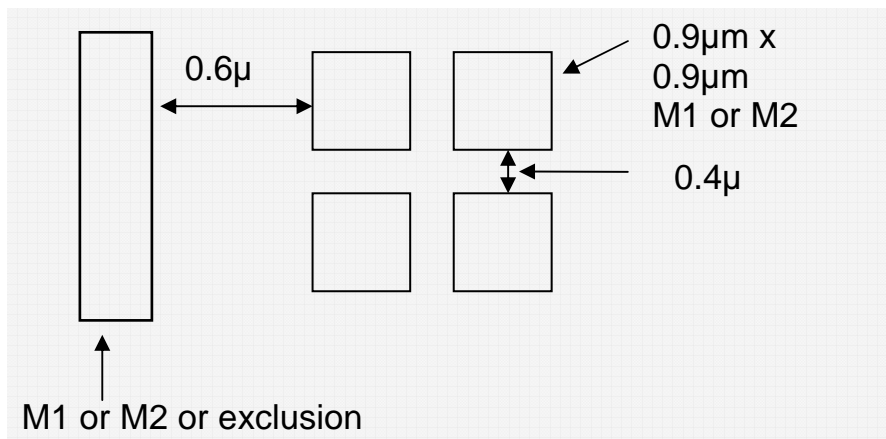 0.6µ
0.9µm x
0.9µm
M1 or M2
0.4µ
M1 or M2 or exclusion